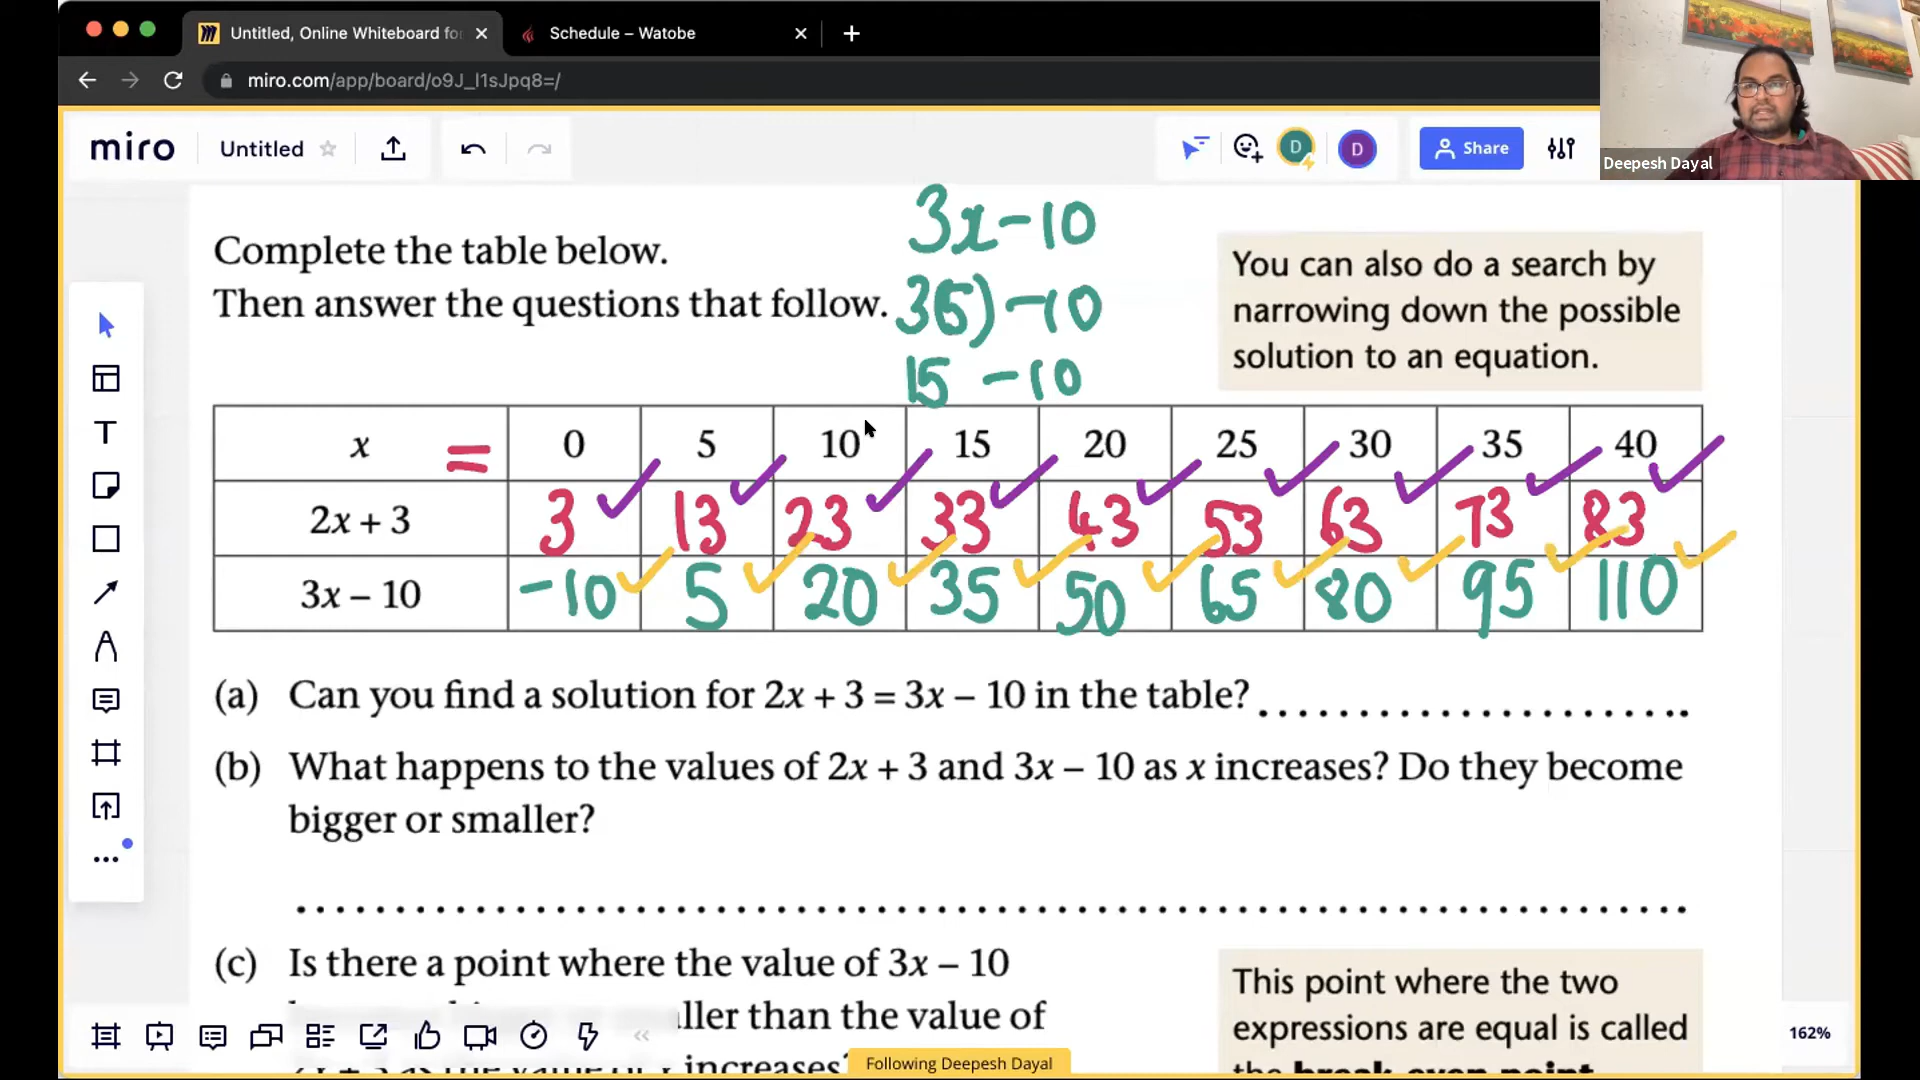 Untitled, Online Whiteboard fo
Schedule – Watobe
miro.com/app/board/o9J_l1sJpq8=/
miro
Untitled
D
D
Share
Deepesh Dayal
3x-10
3(5)-10
15 -10
Complete the table below.
Then answer the questions that follow.
You can also do a search by
narrowing down the possible
solution to an equation.
x = 0 5 10 15 20 25 30 35 40
2x + 3 3 13 23 33 43 53 63 73 83
3x – 10 -10 5 20 35 50 65 80 95 110
(a) Can you find a solution for 2x + 3 = 3x – 10 in the table? .....................
(b) What happens to the values of 2x + 3 and 3x – 10 as x increases? Do they become
bigger or smaller?
(c) Is there a point where the value of 3x – 10
ller than the value of
increases?
This point where the two
expressions are equal is called
the break-even point
162%
Following Deepesh Dayal